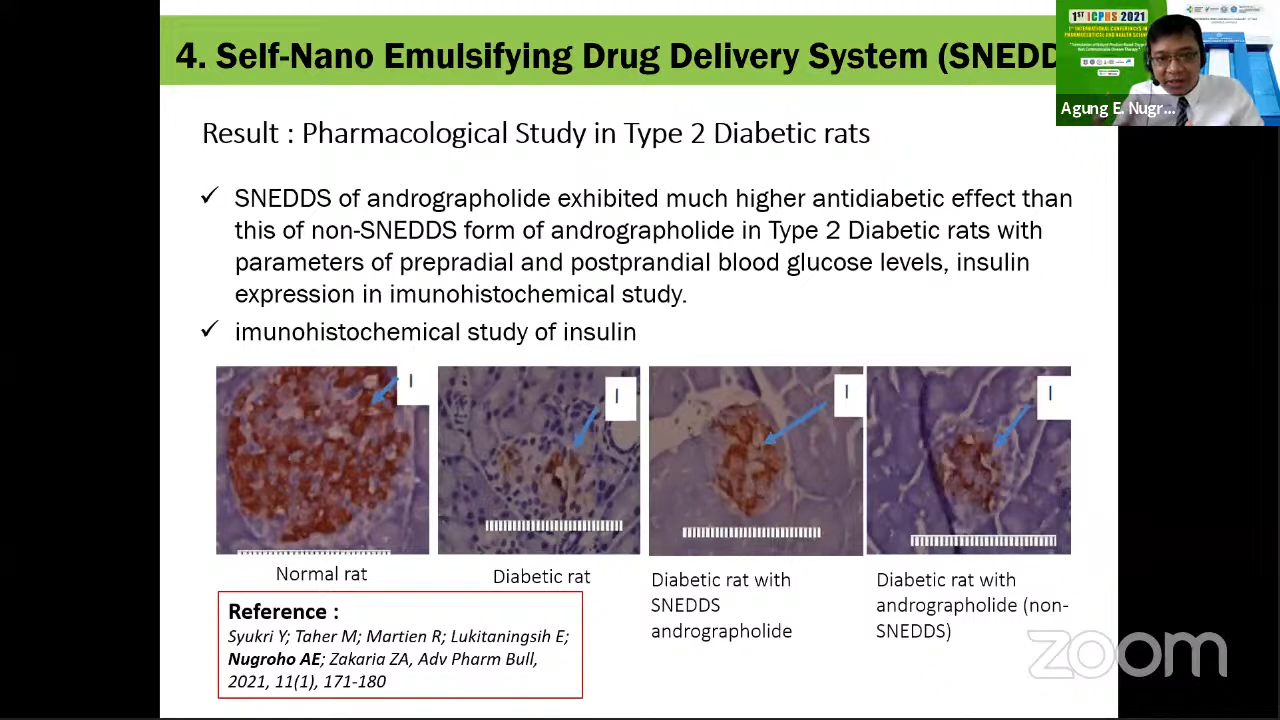 4. Self-Nano Emulsifying Drug Delivery System (SNEDD
1ST ICPHS 2021
Agung E. Nugr...
Result : Pharmacological Study in Type 2 Diabetic rats
✓ SNEDDS of andrographolide exhibited much higher antidiabetic effect than
this of non-SNEDDS form of andrographolide in Type 2 Diabetic rats with
parameters of prepradial and postprandial blood glucose levels, insulin
expression in imunohistochemical study.
✓ imunohistochemical study of insulin
I
I
I
I
Normal rat
Diabetic rat
Diabetic rat with
SNEDDS
andrographolide
Diabetic rat with
andrographolide (non-
SNEDDS)
Reference :
Syukri Y; Taher M; Martien R; Lukitaningsih E;
Nugroho AE; Zakaria ZA, Adv Pharm Bull,
2021, 11(1), 171-180
zoom